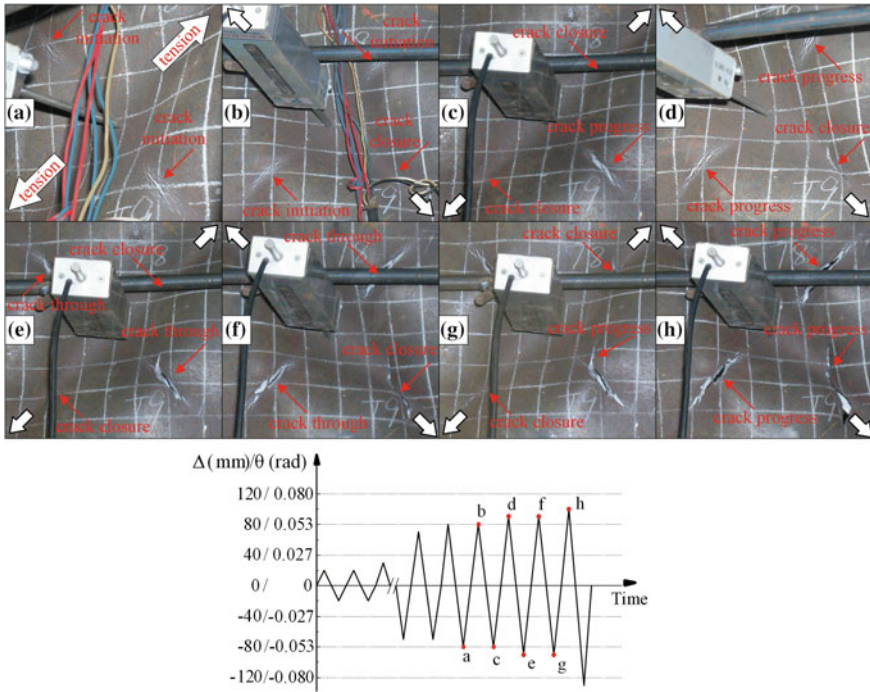 crack
initiation
tension
(a)
crack
initiation
tension
crack
initiation
(b)
crack
closure
crack initiation
crack closure
(c)
crack progress
crack closure
crack progress
(d)
crack closure
crack progress
crack closure
crack through
(e)
crack through
crack closure
crack through
(f)
crack closure
crack through
crack closure
(g)
crack progress
crack closure
crack progress
(h)
crack progress
crack progress
Δ (mm)/θ (rad)
120/ 0.080
80/ 0.053
40/ 0.027
0/ 0
-40/-0.027
-80/-0.053
-120/-0.080
b
d
f
h
a
c
e
g
Time